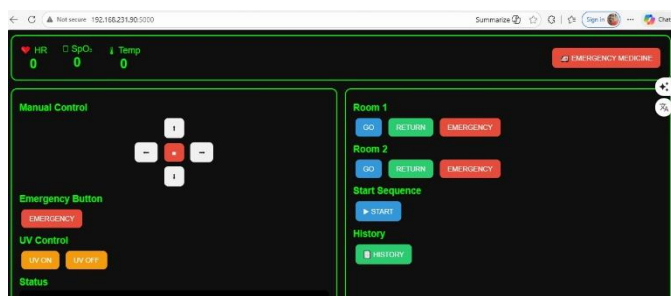 Not secure 192.168.231.90:5000 Summarize Sign in Chat
HR SpO₂ Temp
0 0 0
EMERGENCY MEDICINE
Manual Control
Emergency Button
EMERGENCY
UV Control
UV ON UV OFF
Status
Room 1
GO RETURN EMERGENCY
Room 2
GO RETURN EMERGENCY
Start Sequence
▶ START
History
HISTORY